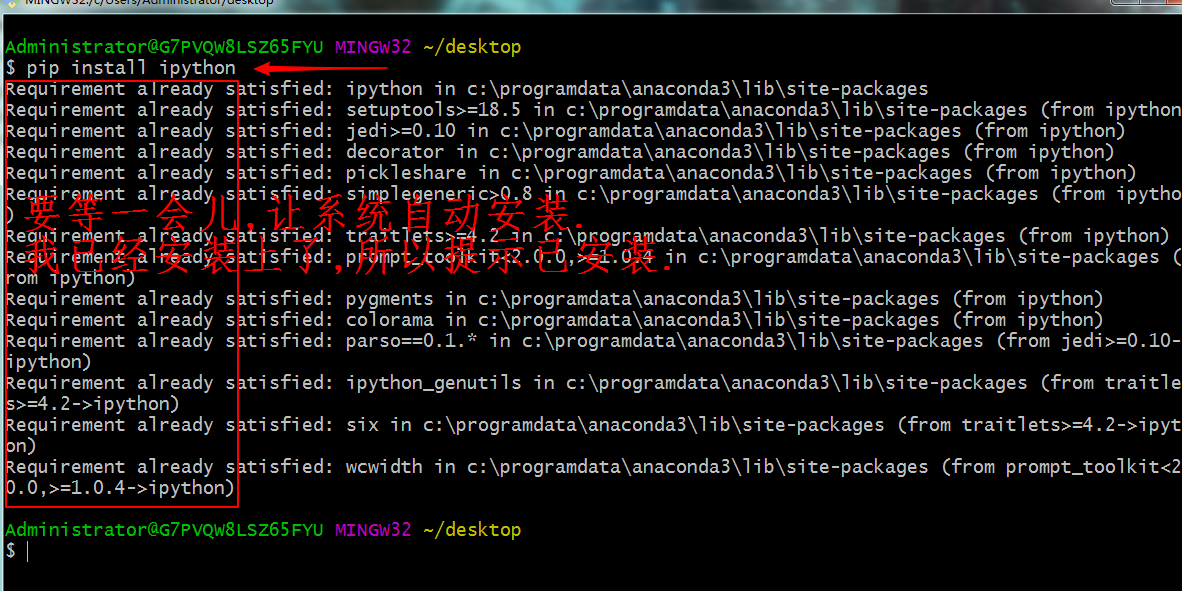 MINGW32:/c/Users/Administrator/desktop
Administrator@G7PVQW8LSZ65FYU MINGW32 ~/desktop
$ pip install ipython
Requirement already satisfied: ipython in c:\programdata\anaconda3\lib\site-packages
Requirement already satisfied: setuptools>=18.5 in c:\programdata\anaconda3\lib\site-packages (from ipython
Requirement already satisfied: jedi>=0.10 in c:\programdata\anaconda3\lib\site-packages (from ipython)
Requirement already satisfied: decorator in c:\programdata\anaconda3\lib\site-packages (from ipython)
Requirement already satisfied: pickleshare in c:\programdata\anaconda3\lib\site-packages (from ipython)
Requirement already satisfied: simplegeneric>0.8 in c:\programdata\anaconda3\lib\site-packages (from ipytho
)
要等一会儿,让系统自动安装.
Requirement already satisfied: traitlets>=4.2 in c:\programdata\anaconda3\lib\site-packages (from ipython)
我已经安装上了,所以提示已安装.
Requirement already satisfied: prompt_toolkit<2.0.0,>=1.0.4 in c:\programdata\anaconda3\lib\site-packages (
rom ipython)
Requirement already satisfied: pygments in c:\programdata\anaconda3\lib\site-packages (from ipython)
Requirement already satisfied: colorama in c:\programdata\anaconda3\lib\site-packages (from ipython)
Requirement already satisfied: parso==0.1.* in c:\programdata\anaconda3\lib\site-packages (from jedi>=0.10-
ipython)
Requirement already satisfied: ipython_genutils in c:\programdata\anaconda3\lib\site-packages (from traitle
s>=4.2->ipython)
Requirement already satisfied: six in c:\programdata\anaconda3\lib\site-packages (from traitlets>=4.2->ipyt
on)
Requirement already satisfied: wcwidth in c:\programdata\anaconda3\lib\site-packages (from prompt_toolkit<2
0.0,>=1.0.4->ipython)
Administrator@G7PVQW8LSZ65FYU MINGW32 ~/desktop
$